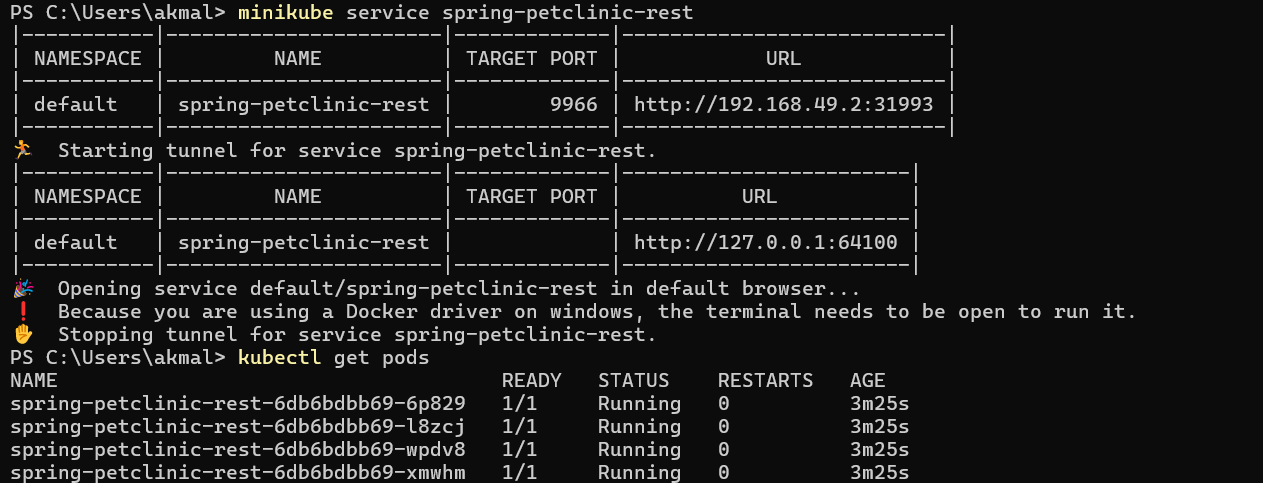 PS C:\Users\akmal> minikube service spring-petclinic-rest
|-----------|-----------------------|-------------|---------------------------|
| NAMESPACE |         NAME          | TARGET PORT |            URL            |
|-----------|-----------------------|-------------|---------------------------|
| default   | spring-petclinic-rest |        9966 | http://192.168.49.2:31993 |
|-----------|-----------------------|-------------|---------------------------|
🏃  Starting tunnel for service spring-petclinic-rest.
|-----------|-----------------------|-------------|------------------------|
| NAMESPACE |         NAME          | TARGET PORT |          URL           |
|-----------|-----------------------|-------------|------------------------|
| default   | spring-petclinic-rest |             | http://127.0.0.1:64100 |
|-----------|-----------------------|-------------|------------------------|
🎉  Opening service default/spring-petclinic-rest in default browser...
❗  Because you are using a Docker driver on windows, the terminal needs to be open to run it.
✋  Stopping tunnel for service spring-petclinic-rest.
PS C:\Users\akmal> kubectl get pods
NAME                                     READY   STATUS    RESTARTS   AGE
spring-petclinic-rest-6db6bdbb69-6p829   1/1     Running   0          3m25s
spring-petclinic-rest-6db6bdbb69-l8zcj   1/1     Running   0          3m25s
spring-petclinic-rest-6db6bdbb69-wpdv8   1/1     Running   0          3m25s
spring-petclinic-rest-6db6bdbb69-xmwhm   1/1     Running   0          3m25s